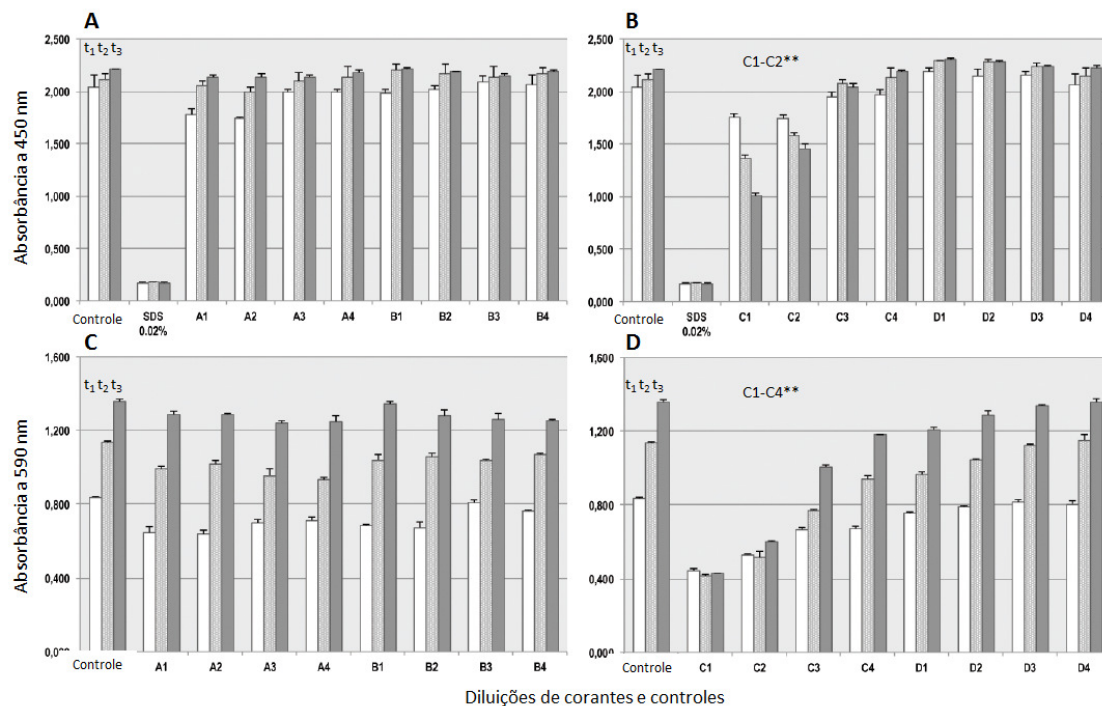 A
t₁ t₂ t₃
2,500
2,000
1,500
1,000
0,500
0,000
Absorbância a 450 nm
Controle SDS 0.02% A1 A2 A3 A4 B1 B2 B3 B4
B
t₁ t₂ t₃
C1-C2**
2,500
2,000
1,500
1,000
0,500
0,000
Controle SDS 0.02% C1 C2 C3 C4 D1 D2 D3 D4
C
t₁ t₂ t₃
1,600
1,200
0,800
0,400
0,000
Absorbância a 590 nm
Controle A1 A2 A3 A4 B1 B2 B3 B4
D
t₁ t₂ t₃
C1-C4**
1,600
1,200
0,800
0,400
0,000
Controle C1 C2 C3 C4 D1 D2 D3 D4
Diluições de corantes e controles